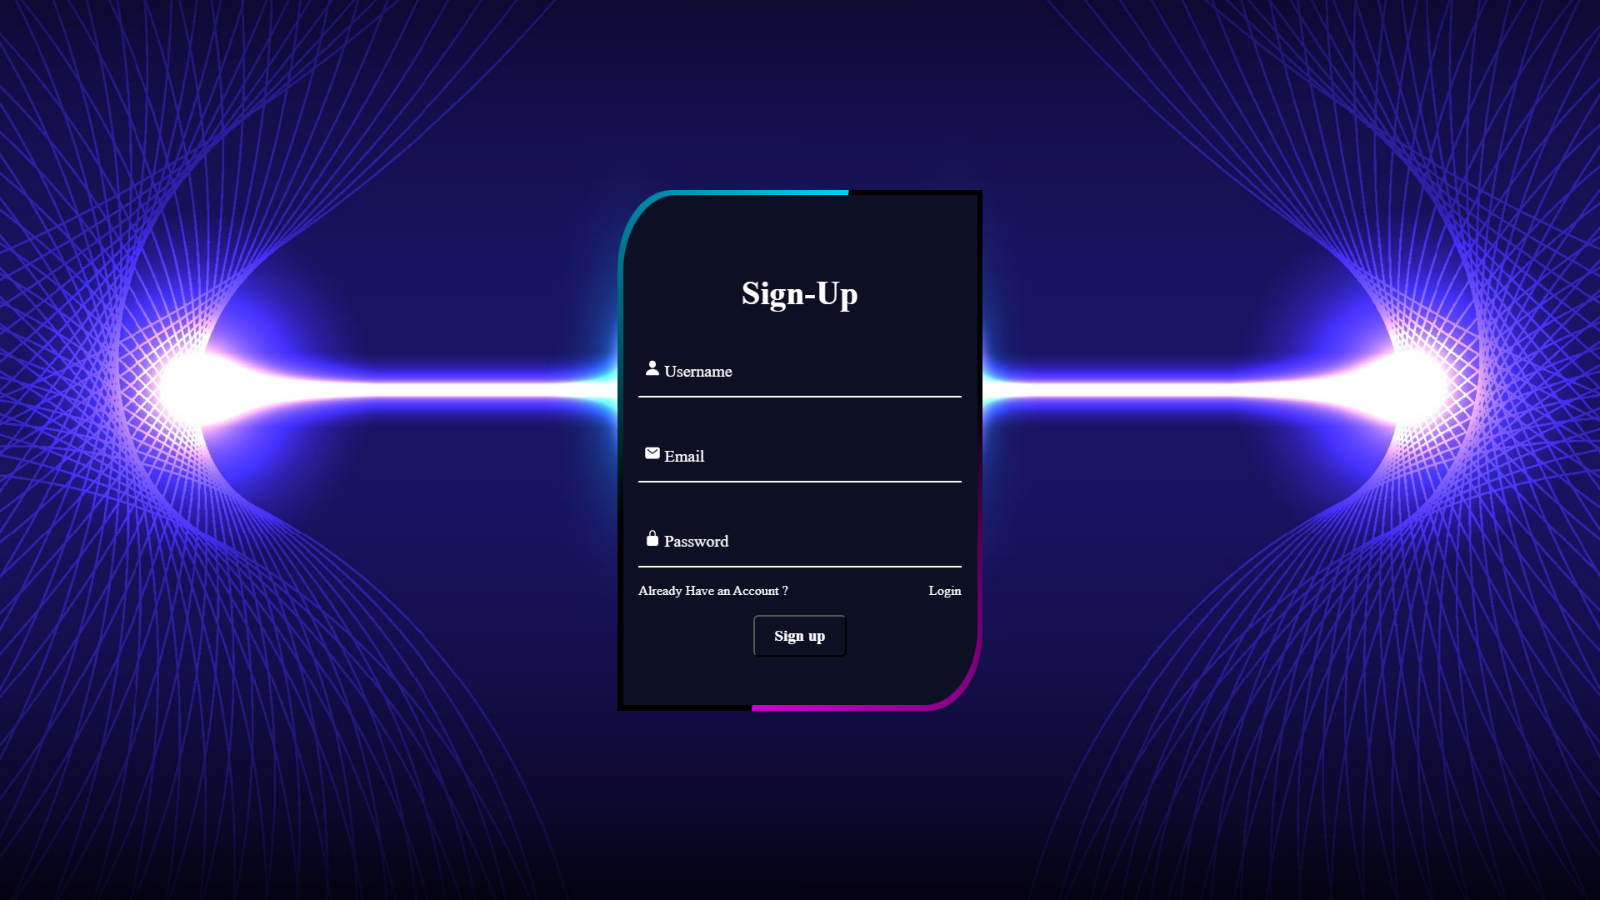 Sign-Up
Username
Email
Password
Already Have an Account ? Login
Sign up